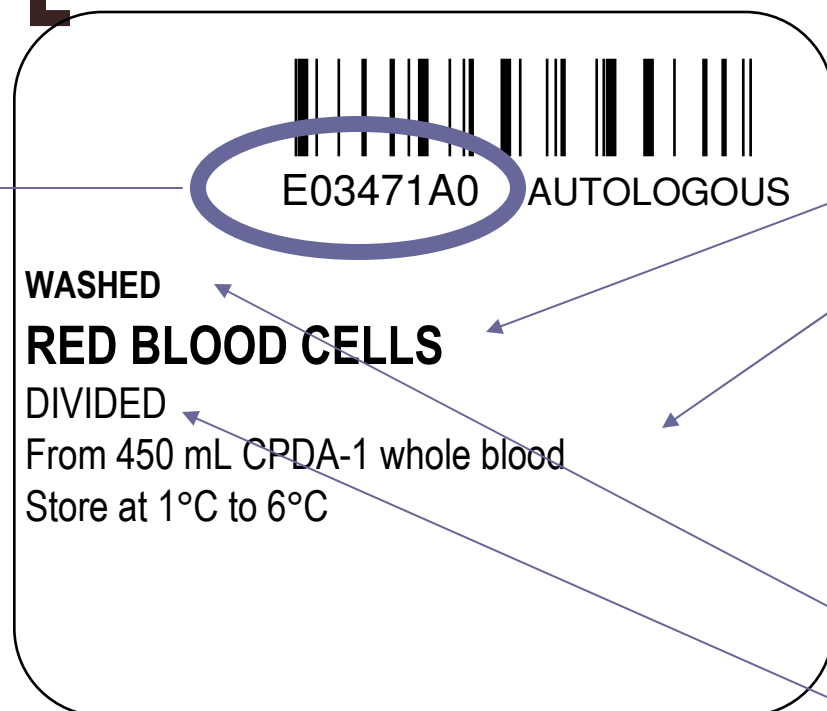 E03471A0 AUTOLOGOUS
WASHED
RED BLOOD CELLS
DIVIDED
From 450 mL CPDA-1 whole blood
Store at 1°C to 6°C